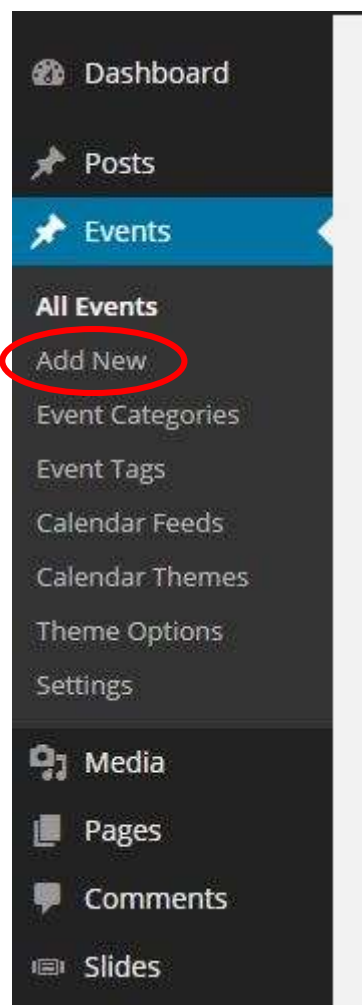 Dashboard
Posts
Events
All Events
Add New
Event Categories
Event Tags
Calendar Feeds
Calendar Themes
Theme Options
Settings
Media
Pages
Comments
Slides